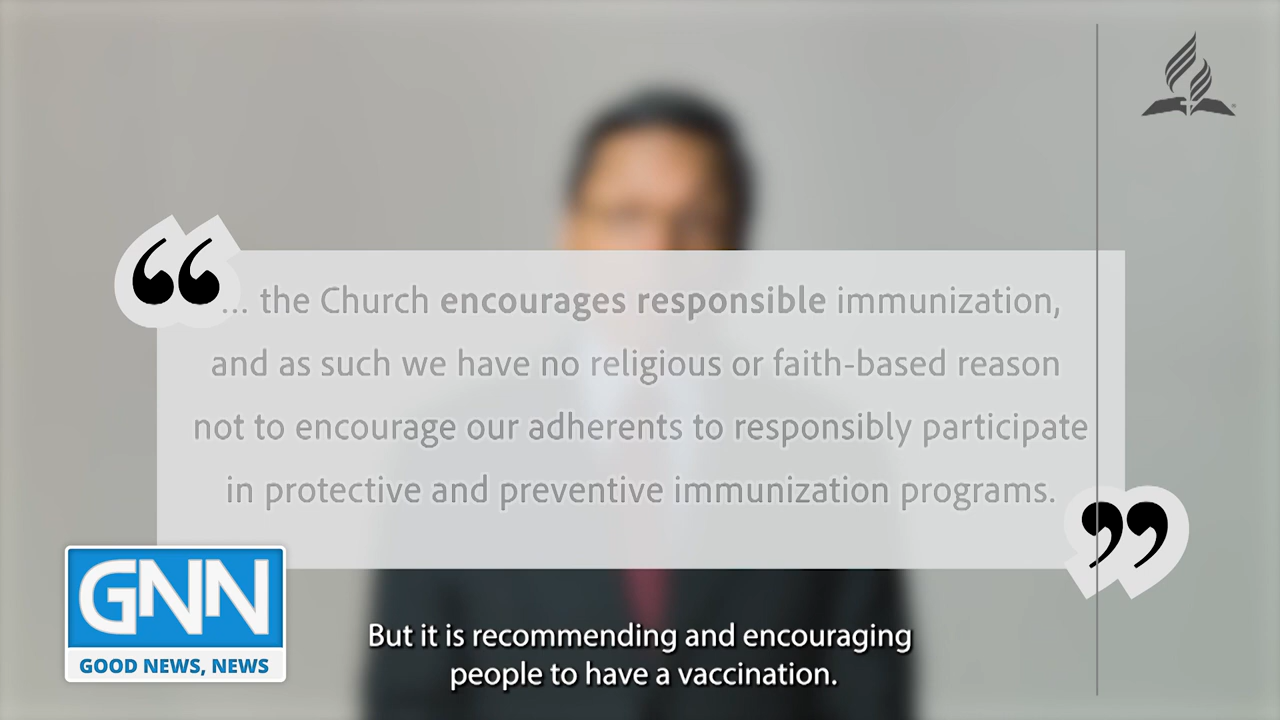 “
... the Church encourages responsible immunization,
and as such we have no religious or faith-based reason
not to encourage our adherents to responsibly participate
in protective and preventive immunization programs.
”
GNN
GOOD NEWS, NEWS
But it is recommending and encouraging
people to have a vaccination.